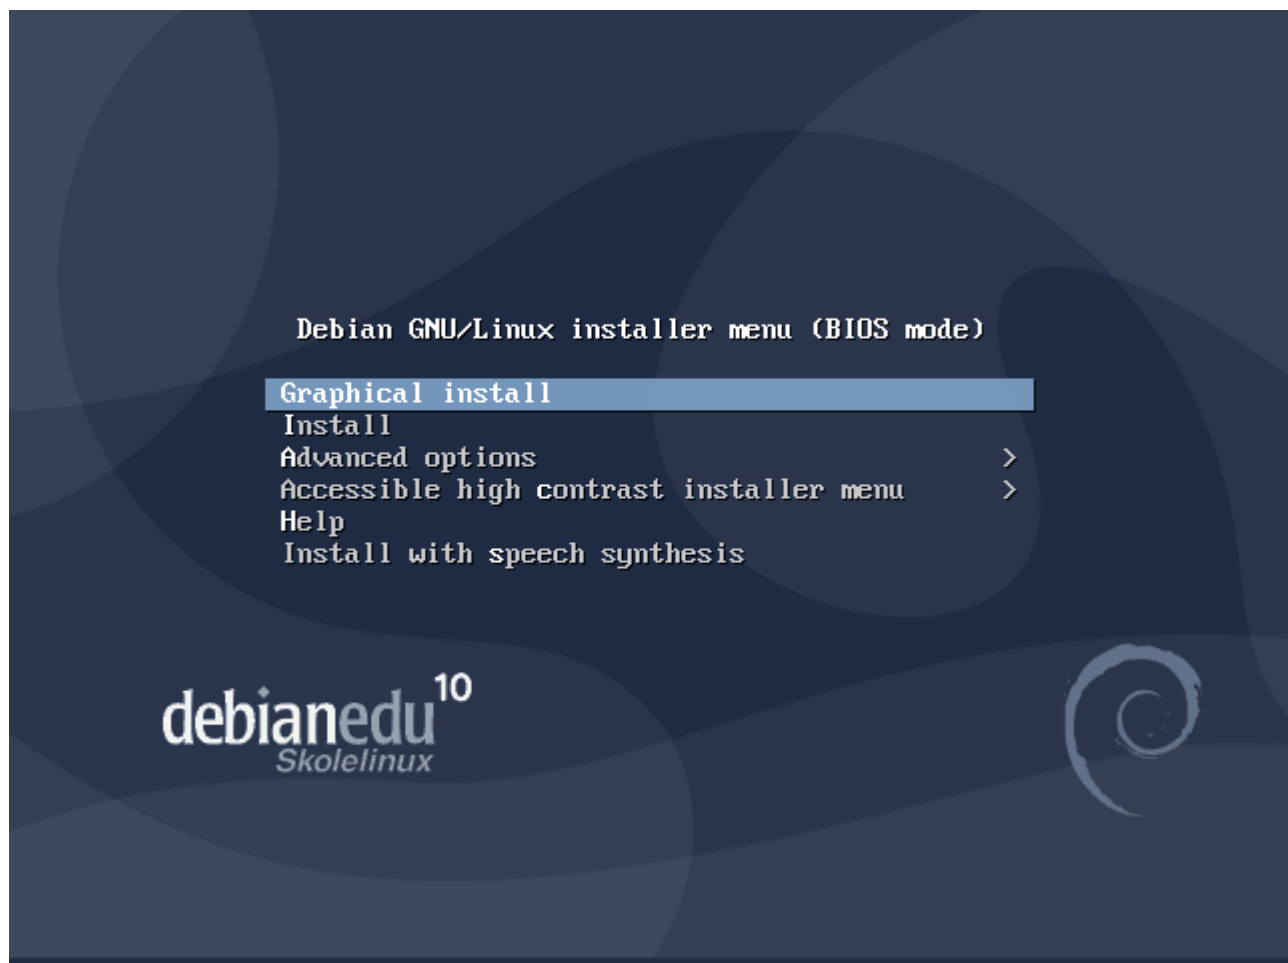 Debian GNU/Linux installer menu (BIOS mode)
Graphical install
Install
Advanced options >
Accessible high contrast installer menu >
Help
Install with speech synthesis
debianedu 10
Skolelinux